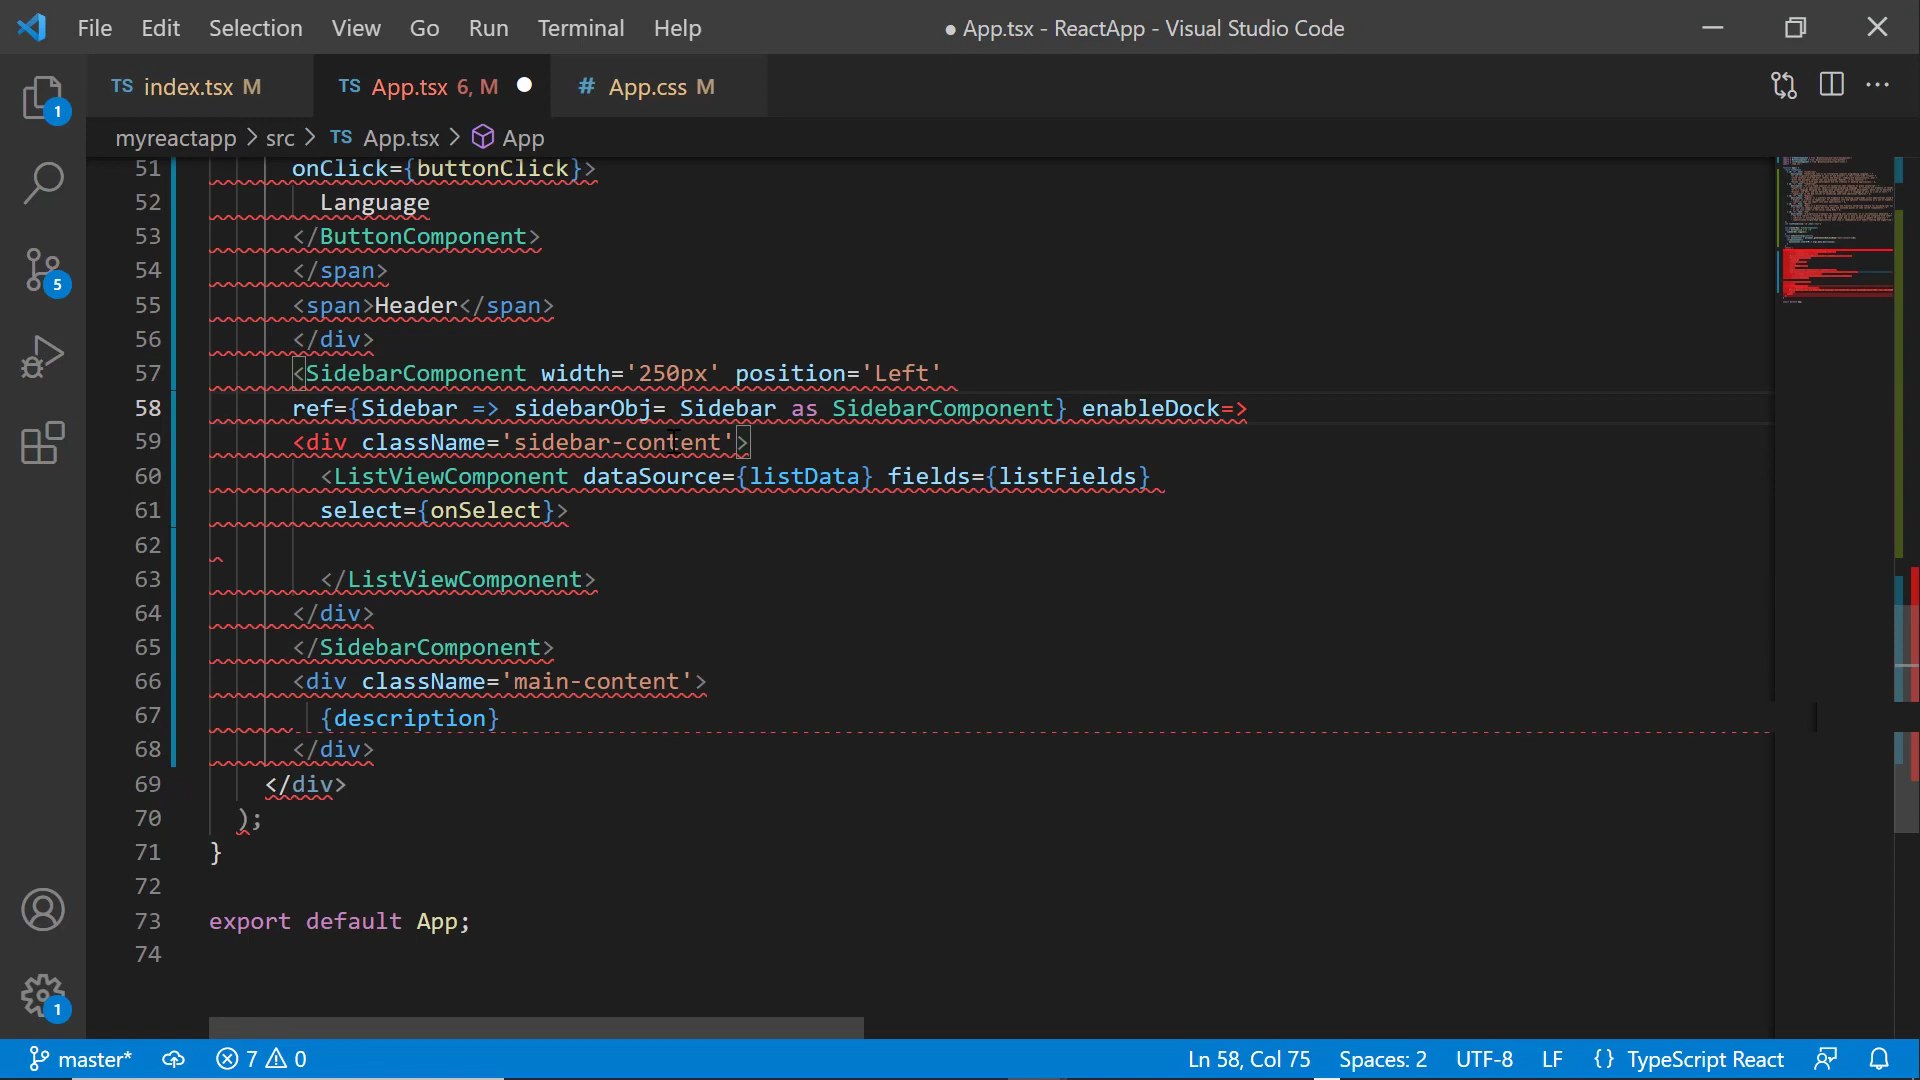 File Edit Selection View Go Run Terminal Help
● App.tsx - ReactApp - Visual Studio Code
TS index.tsx M
TS App.tsx 6, M
# App.css M
myreactapp > src > TS App.tsx > App
1
5
1
51 onClick={buttonClick}>
52 Language
53 </ButtonComponent>
54 </span>
55 <span>Header</span>
56 </div>
57 <SidebarComponent width='250px' position='Left'
58 ref={Sidebar => sidebarObj= Sidebar as SidebarComponent} enableDock=>
59 <div className='sidebar-content'>
60 <ListViewComponent dataSource={listData} fields={listFields}
61 select={onSelect}>
62
63 </ListViewComponent>
64 </div>
65 </SidebarComponent>
66 <div className='main-content'>
67 {description}
68 </div>
69 </div>
70 );
71 }
72
73 export default App;
74
master* 7 0 Ln 58, Col 75 Spaces: 2 UTF-8 LF {} TypeScript React